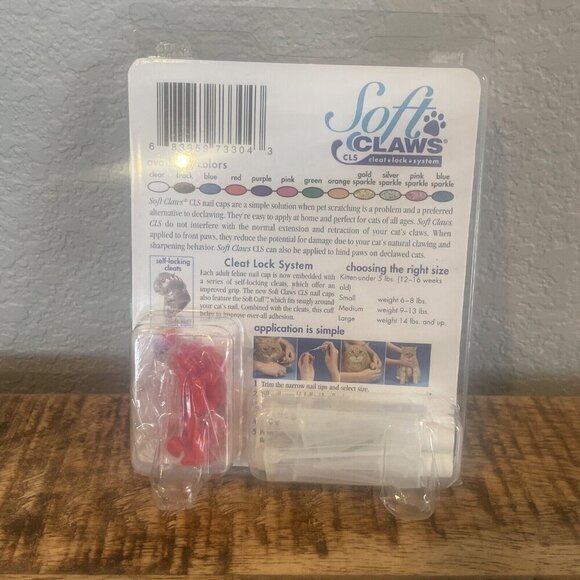 6 83359 73304 3
Soft
CLAWS®
CLS cleat•lock•system
colors
clear black blue red purple pink green orange gold sparkle silver sparkle pink sparkle blue sparkle
Soft Claws® CLS nail caps are a simple solution when pet scratching is a problem and a preferred
alternative to declawing. They're easy to apply at home and perfect for cats of all ages. Soft Claws
CLS do not interfere with the normal extension and retraction of your cat's claws. When
applied to front paws, they reduce the potential for damage due to your cat's natural clawing and
sharpening behavior. Soft Claws CLS can also be applied to hind paws on declawed cats.
self-locking
cleats
Cleat Lock System
Each adult feline nail cap is now embedded with
a series of self-locking cleats, which offer an
improved grip. The new Soft Claws CLS nail caps
also feature the Soft Cuff™, which fits snugly around
your cat's nail. Combined with the cleats, this cuff
helps to improve over-all adhesion.
choosing the right size
Kitten-under 5 lbs. (12–16 weeks
old)
Small weight 6–8 lbs.
Medium weight 9–13 lbs.
Large weight 14 lbs. and up.
application is simple
1 Trim the narrow nail tips and select size.
2
5